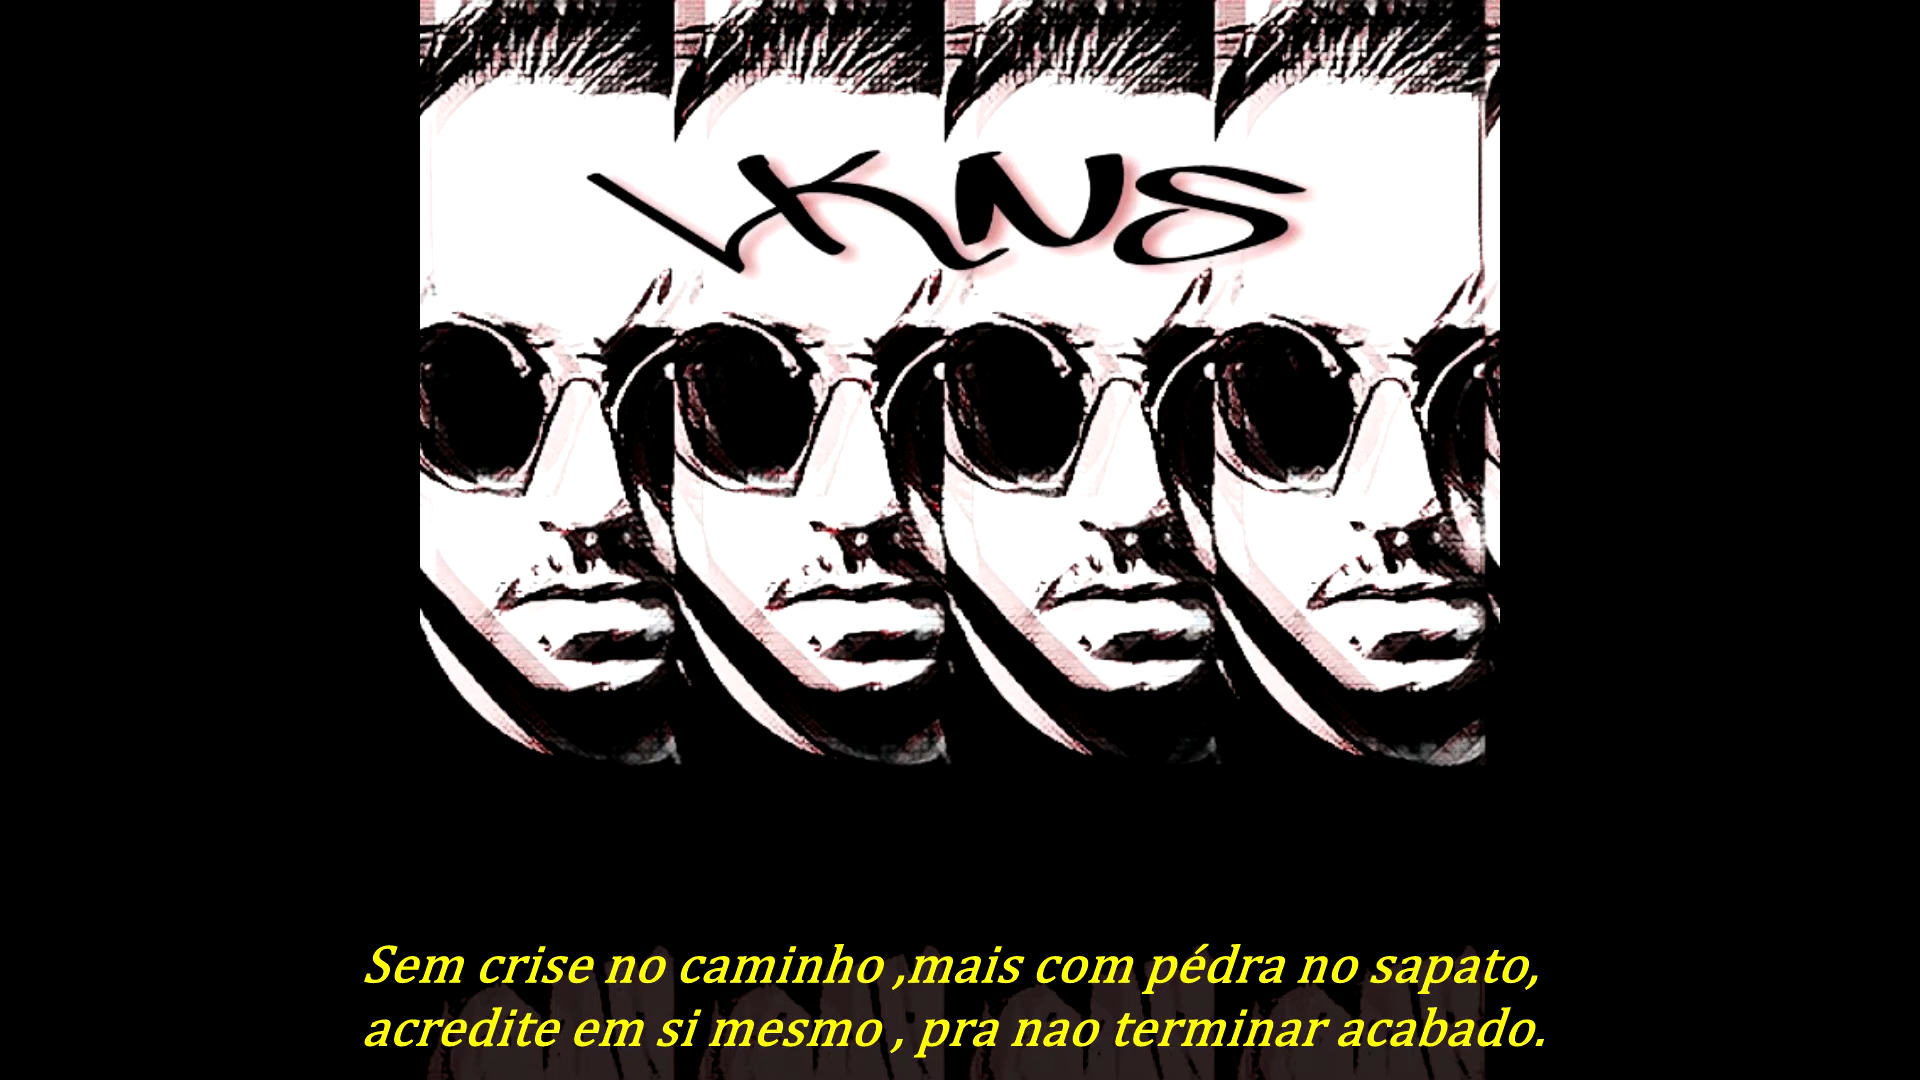 LKNS
Sem crise no caminho ,mais com pédra no sapato,
acredite em si mesmo , pra nao terminar acabado.